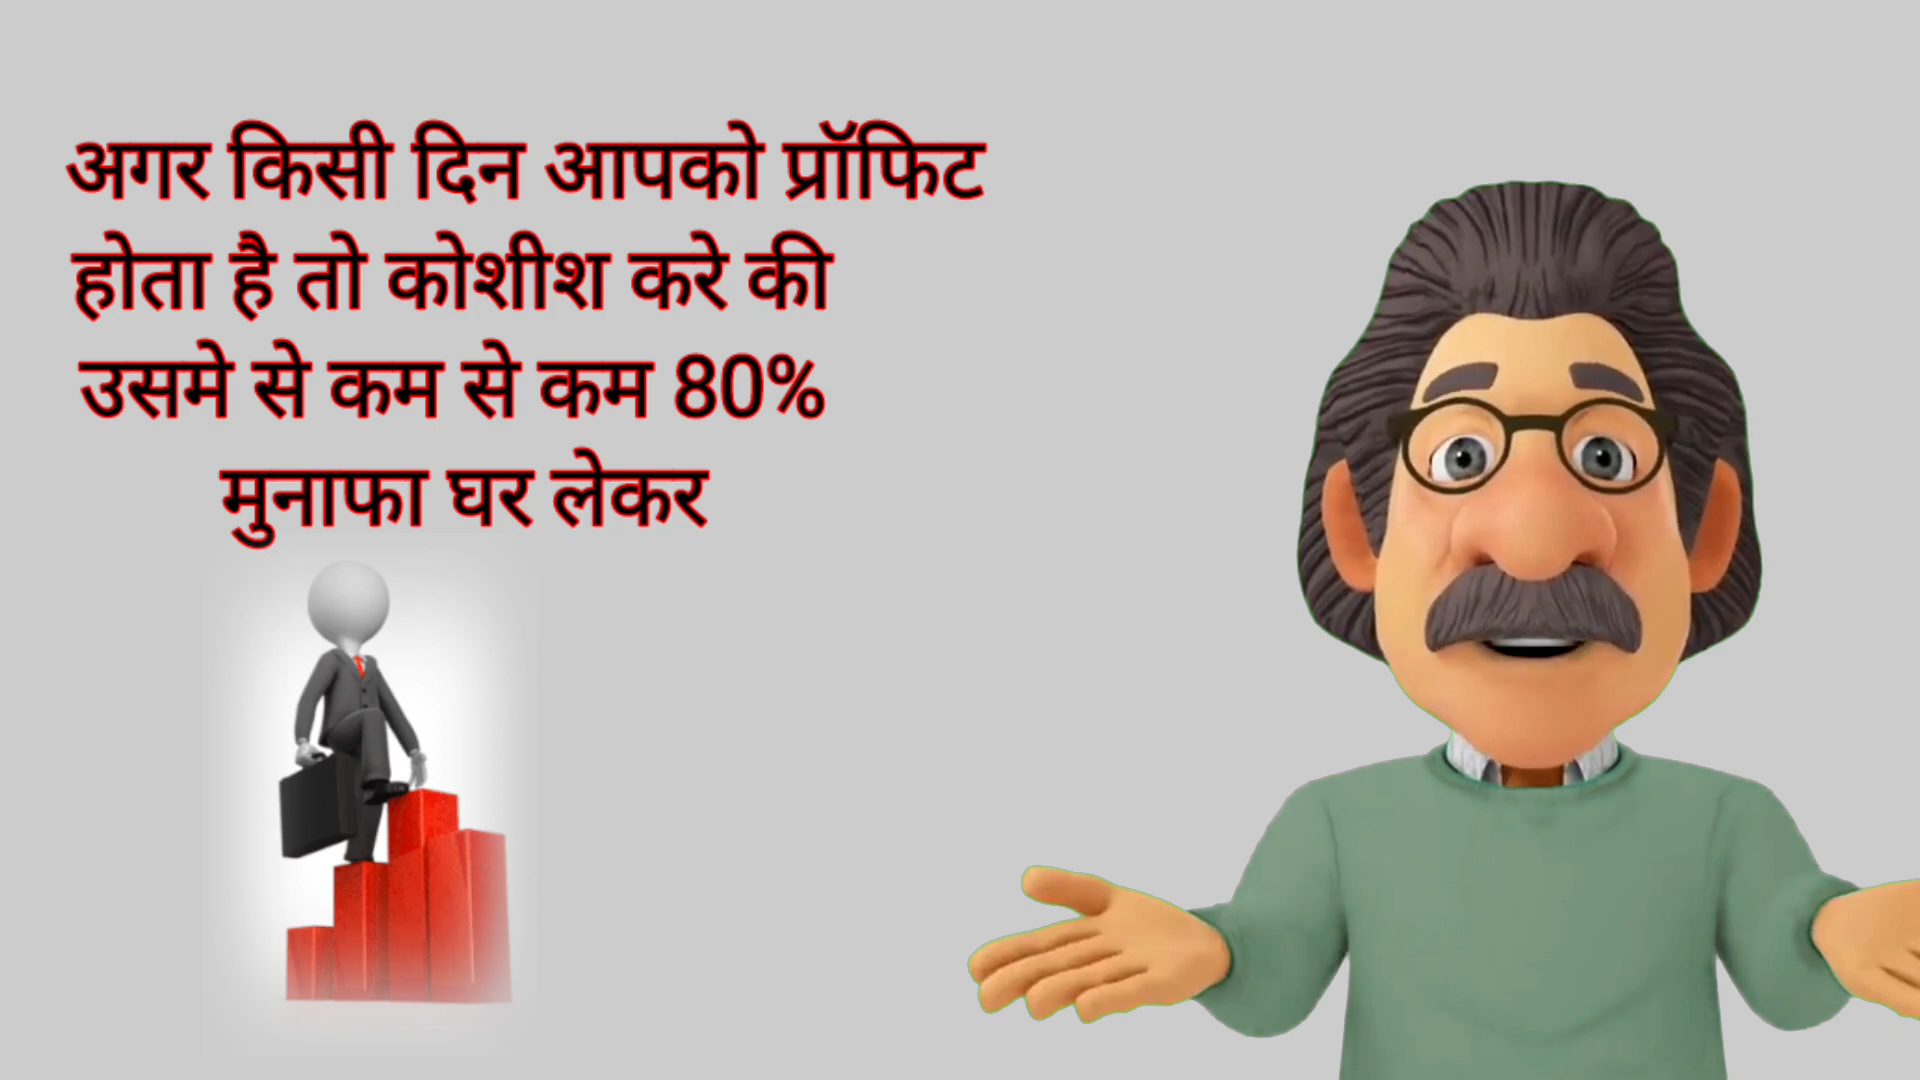 अगर किसी दिन आपको प्रॉफिट
होता है तो कोशीश करे की
उसमे से कम से कम 80%
मुनाफा घर लेकर